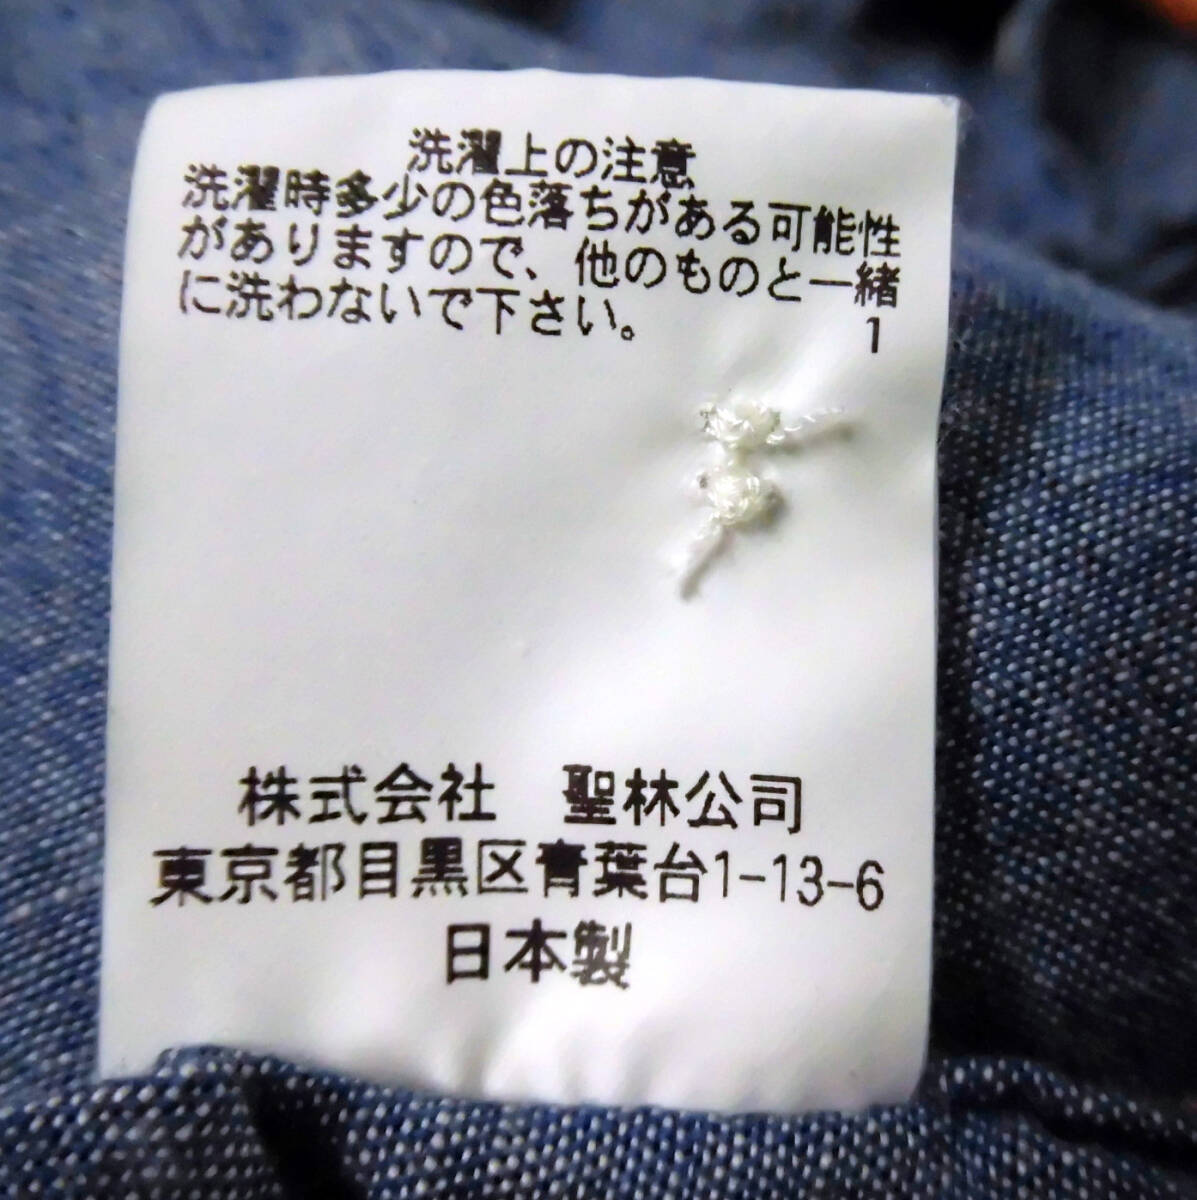 洗濯上の注意
洗濯時多少の色落ちがある可能性
がありますので、他のものと一緒
に洗わないで下さい。
1
株式会社　聖林公司
東京都目黒区青葉台1-13-6
日本製